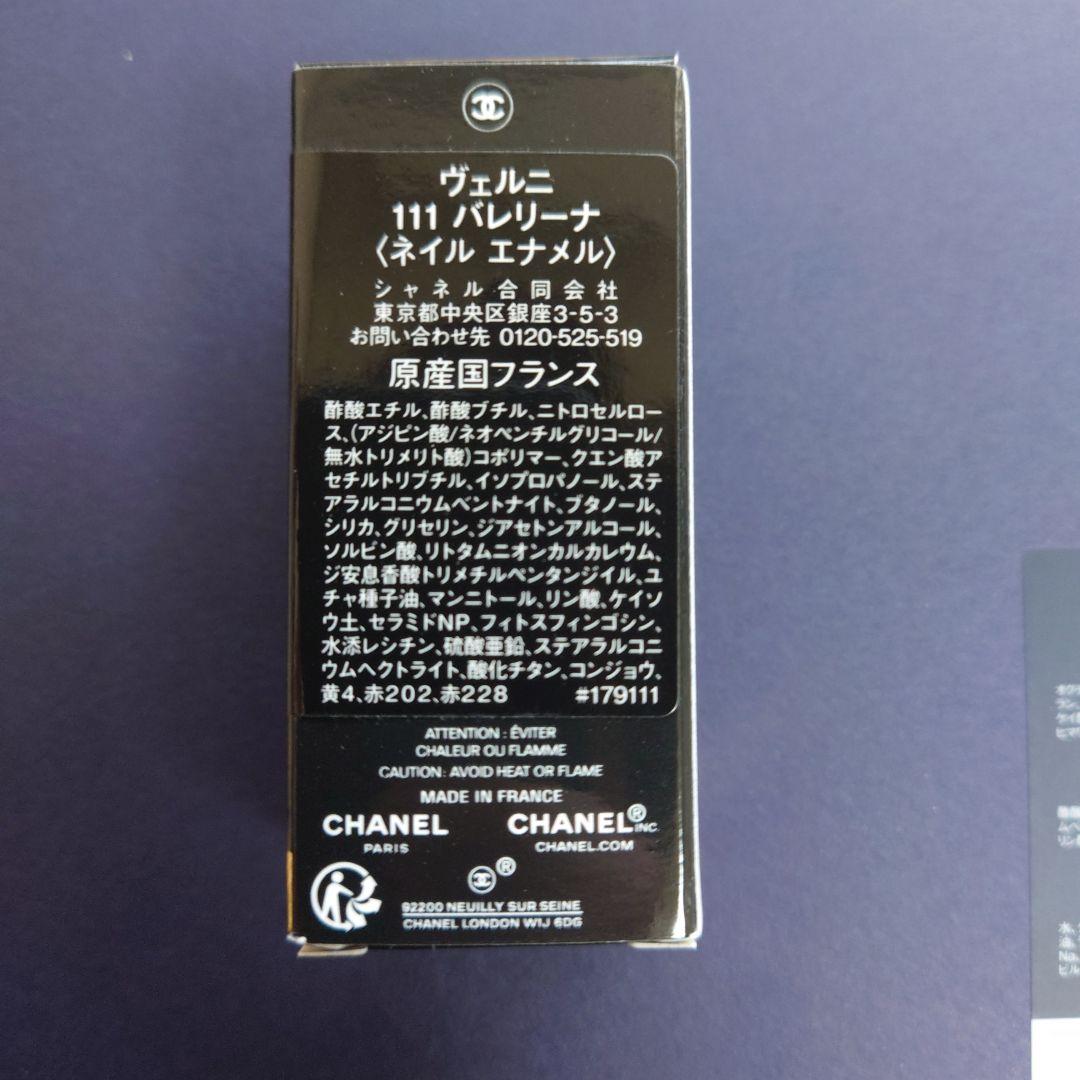 ヴェルニ
111 バレリーナ
〈ネイル エナメル〉
シャネル合同会社
東京都中央区銀座3-5-3
お問い合わせ先 0120-525-519
原産国フランス
酢酸エチル、酢酸ブチル、ニトロセルロー
ス、(アジピン酸/ネオペンチルグリコール/
無水トリメリト酸)コポリマー、クエン酸ア
セチルトリブチル、イソプロパノール、ステ
アラルコニウムベントナイト、ブタノール、
シリカ、グリセリン、ジアセトンアルコール、
ソルビン酸、リトタムニオンカルカレウム、
ジ安息香酸トリメチルペンタンジイル、ユ
チャ種子油、マンニトール、リン酸、ケイソ
ウ土、セラミドNP、フィトスフィンゴシン、
水添レシチン、硫酸亜鉛、ステアラルコニ
ウムヘクトライト、酸化チタン、コンジョウ、
黄4、赤202、赤228 #179111
ATTENTION : ÉVITER
CHALEUR OU FLAMME
CAUTION: AVOID HEAT OR FLAME
MADE IN FRANCE
CHANEL CHANEL® INC.
PARIS CHANEL.COM
®
92200 NEUILLY SUR SEINE
CHANEL LONDON W1J 6DG
ラン、
水、
油、
Na、
ビル